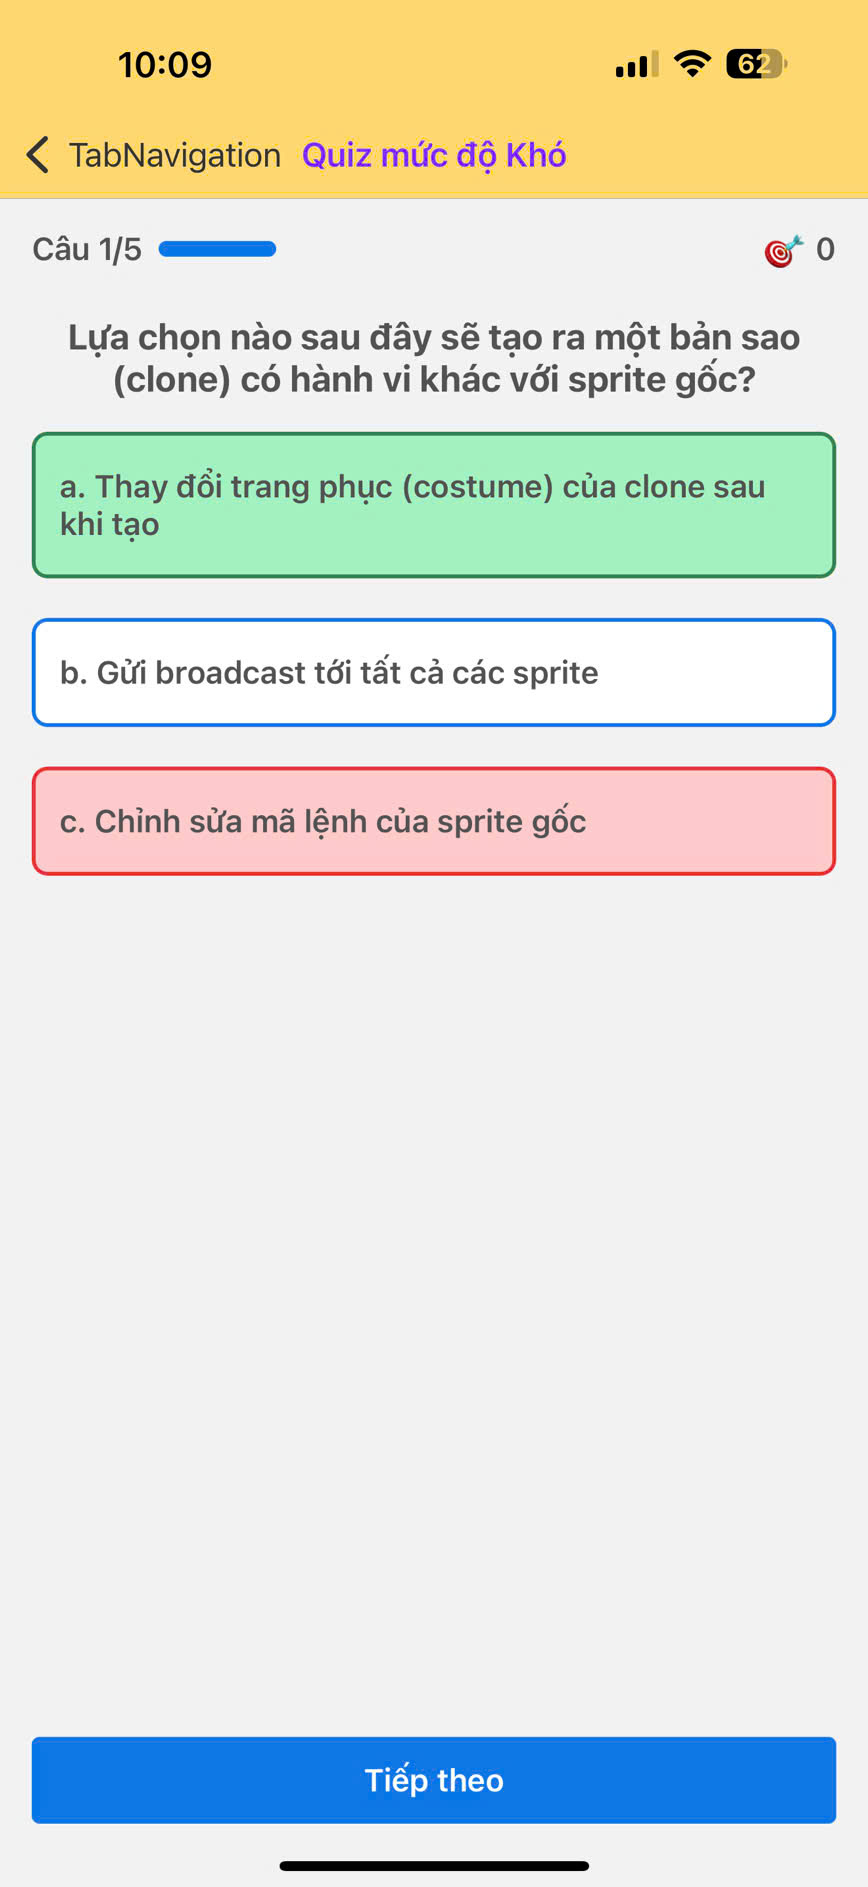 10:09
62
TabNavigation Quiz mức độ Khó
Câu 1/5
0
Lựa chọn nào sau đây sẽ tạo ra một bản sao
(clone) có hành vi khác với sprite gốc?
a. Thay đổi trang phục (costume) của clone sau
khi tạo
b. Gửi broadcast tới tất cả các sprite
c. Chỉnh sửa mã lệnh của sprite gốc
Tiếp theo